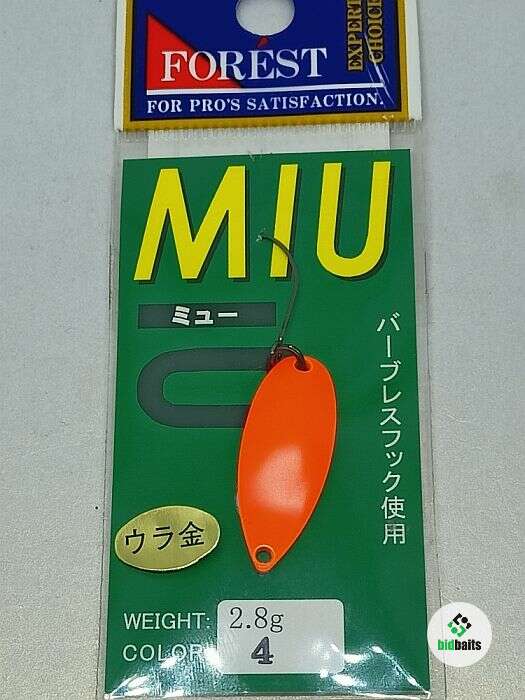 FORÉST
EXPERT
CHOICE
FOR PRO'S SATISFACTION.
MIU
ミュー
バーブレスフック使用
ウラ金
WEIGHT: 2.8g
COLOR 4
bidbaits